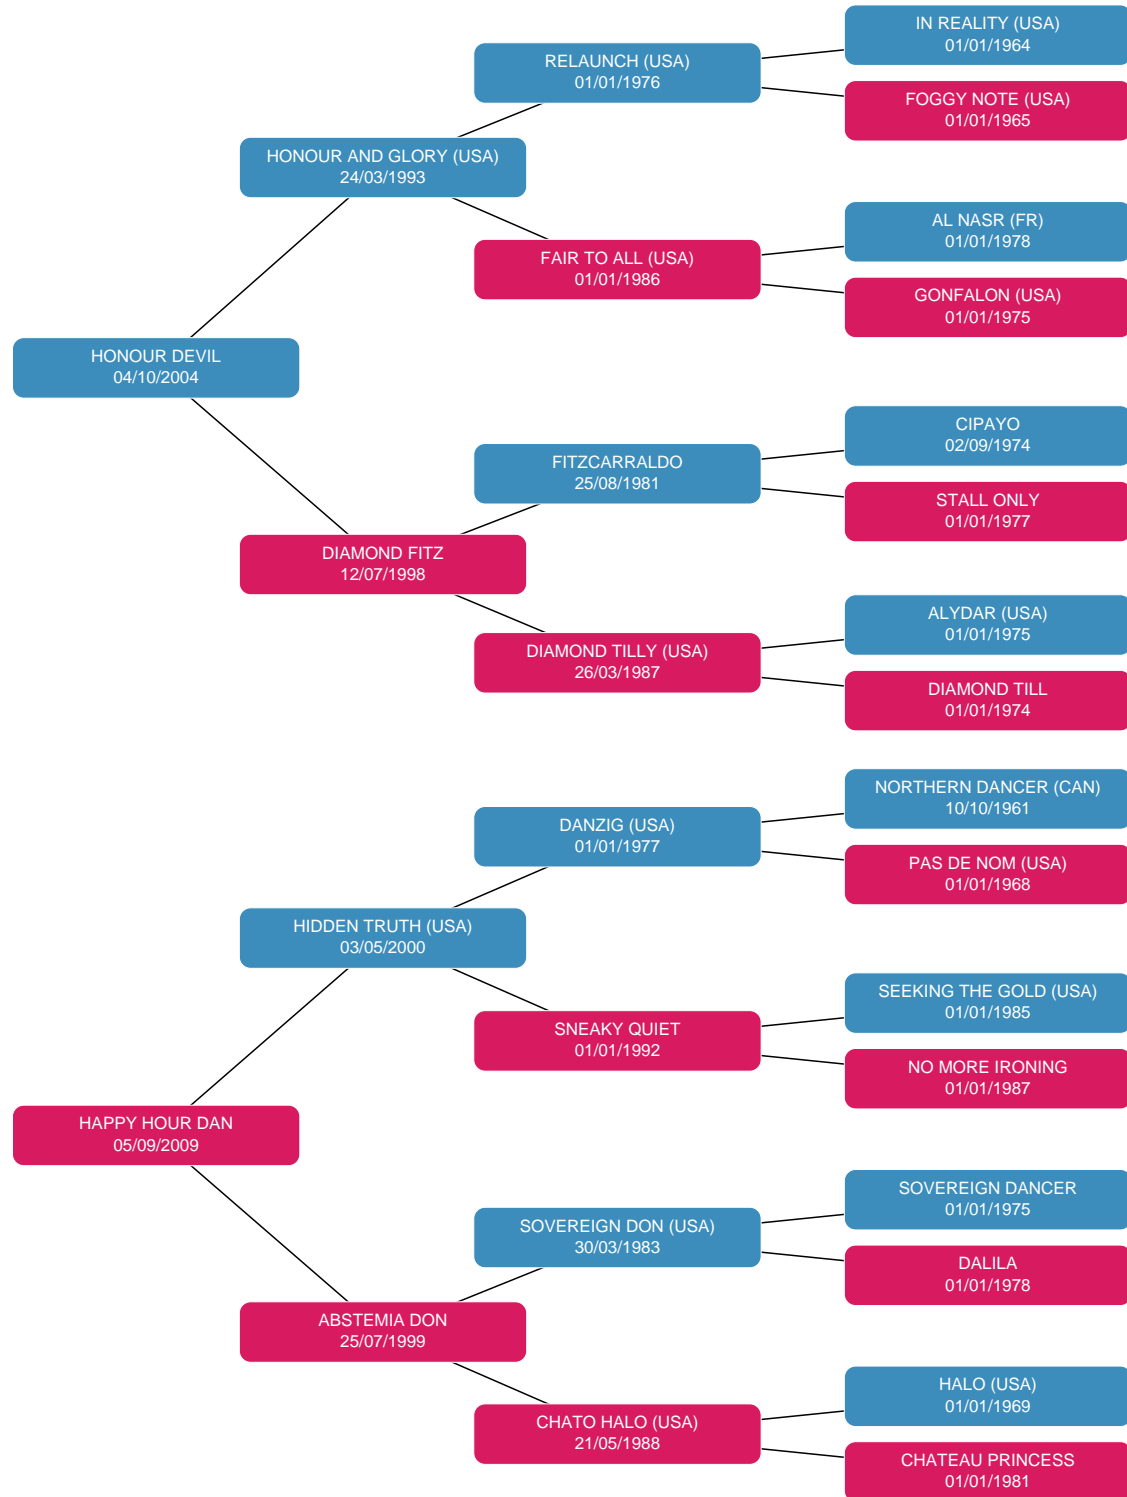 IN REALITY (USA)
01/01/1964
RELAUNCH (USA)
01/01/1976
FOGGY NOTE (USA)
01/01/1965
HONOUR AND GLORY (USA)
24/03/1993
AL NASR (FR)
01/01/1978
FAIR TO ALL (USA)
01/01/1986
GONFALON (USA)
01/01/1975
HONOUR DEVIL
04/10/2004
CIPAYO
02/09/1974
FITZCARRALDO
25/08/1981
STALL ONLY
01/01/1977
DIAMOND FITZ
12/07/1998
ALYDAR (USA)
01/01/1975
DIAMOND TILLY (USA)
26/03/1987
DIAMOND TILL
01/01/1974
NORTHERN DANCER (CAN)
10/10/1961
DANZIG (USA)
01/01/1977
PAS DE NOM (USA)
01/01/1968
HIDDEN TRUTH (USA)
03/05/2000
SEEKING THE GOLD (USA)
01/01/1985
SNEAKY QUIET
01/01/1992
NO MORE IRONING
01/01/1987
HAPPY HOUR DAN
05/09/2009
SOVEREIGN DANCER
01/01/1975
SOVEREIGN DON (USA)
30/03/1983
DALILA
01/01/1978
ABSTEMIA DON
25/07/1999
HALO (USA)
01/01/1969
CHATO HALO (USA)
21/05/1988
CHATEAU PRINCESS
01/01/1981